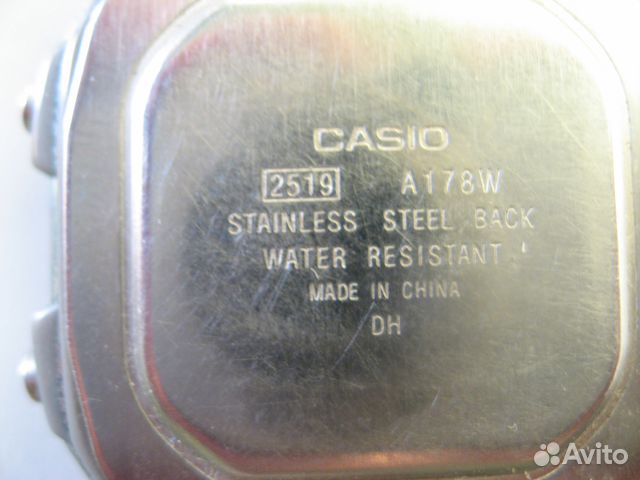 CASIO
2519 A178W
STAINLESS STEEL BACK
WATER RESISTANT
MADE IN CHINA
DH
Avito